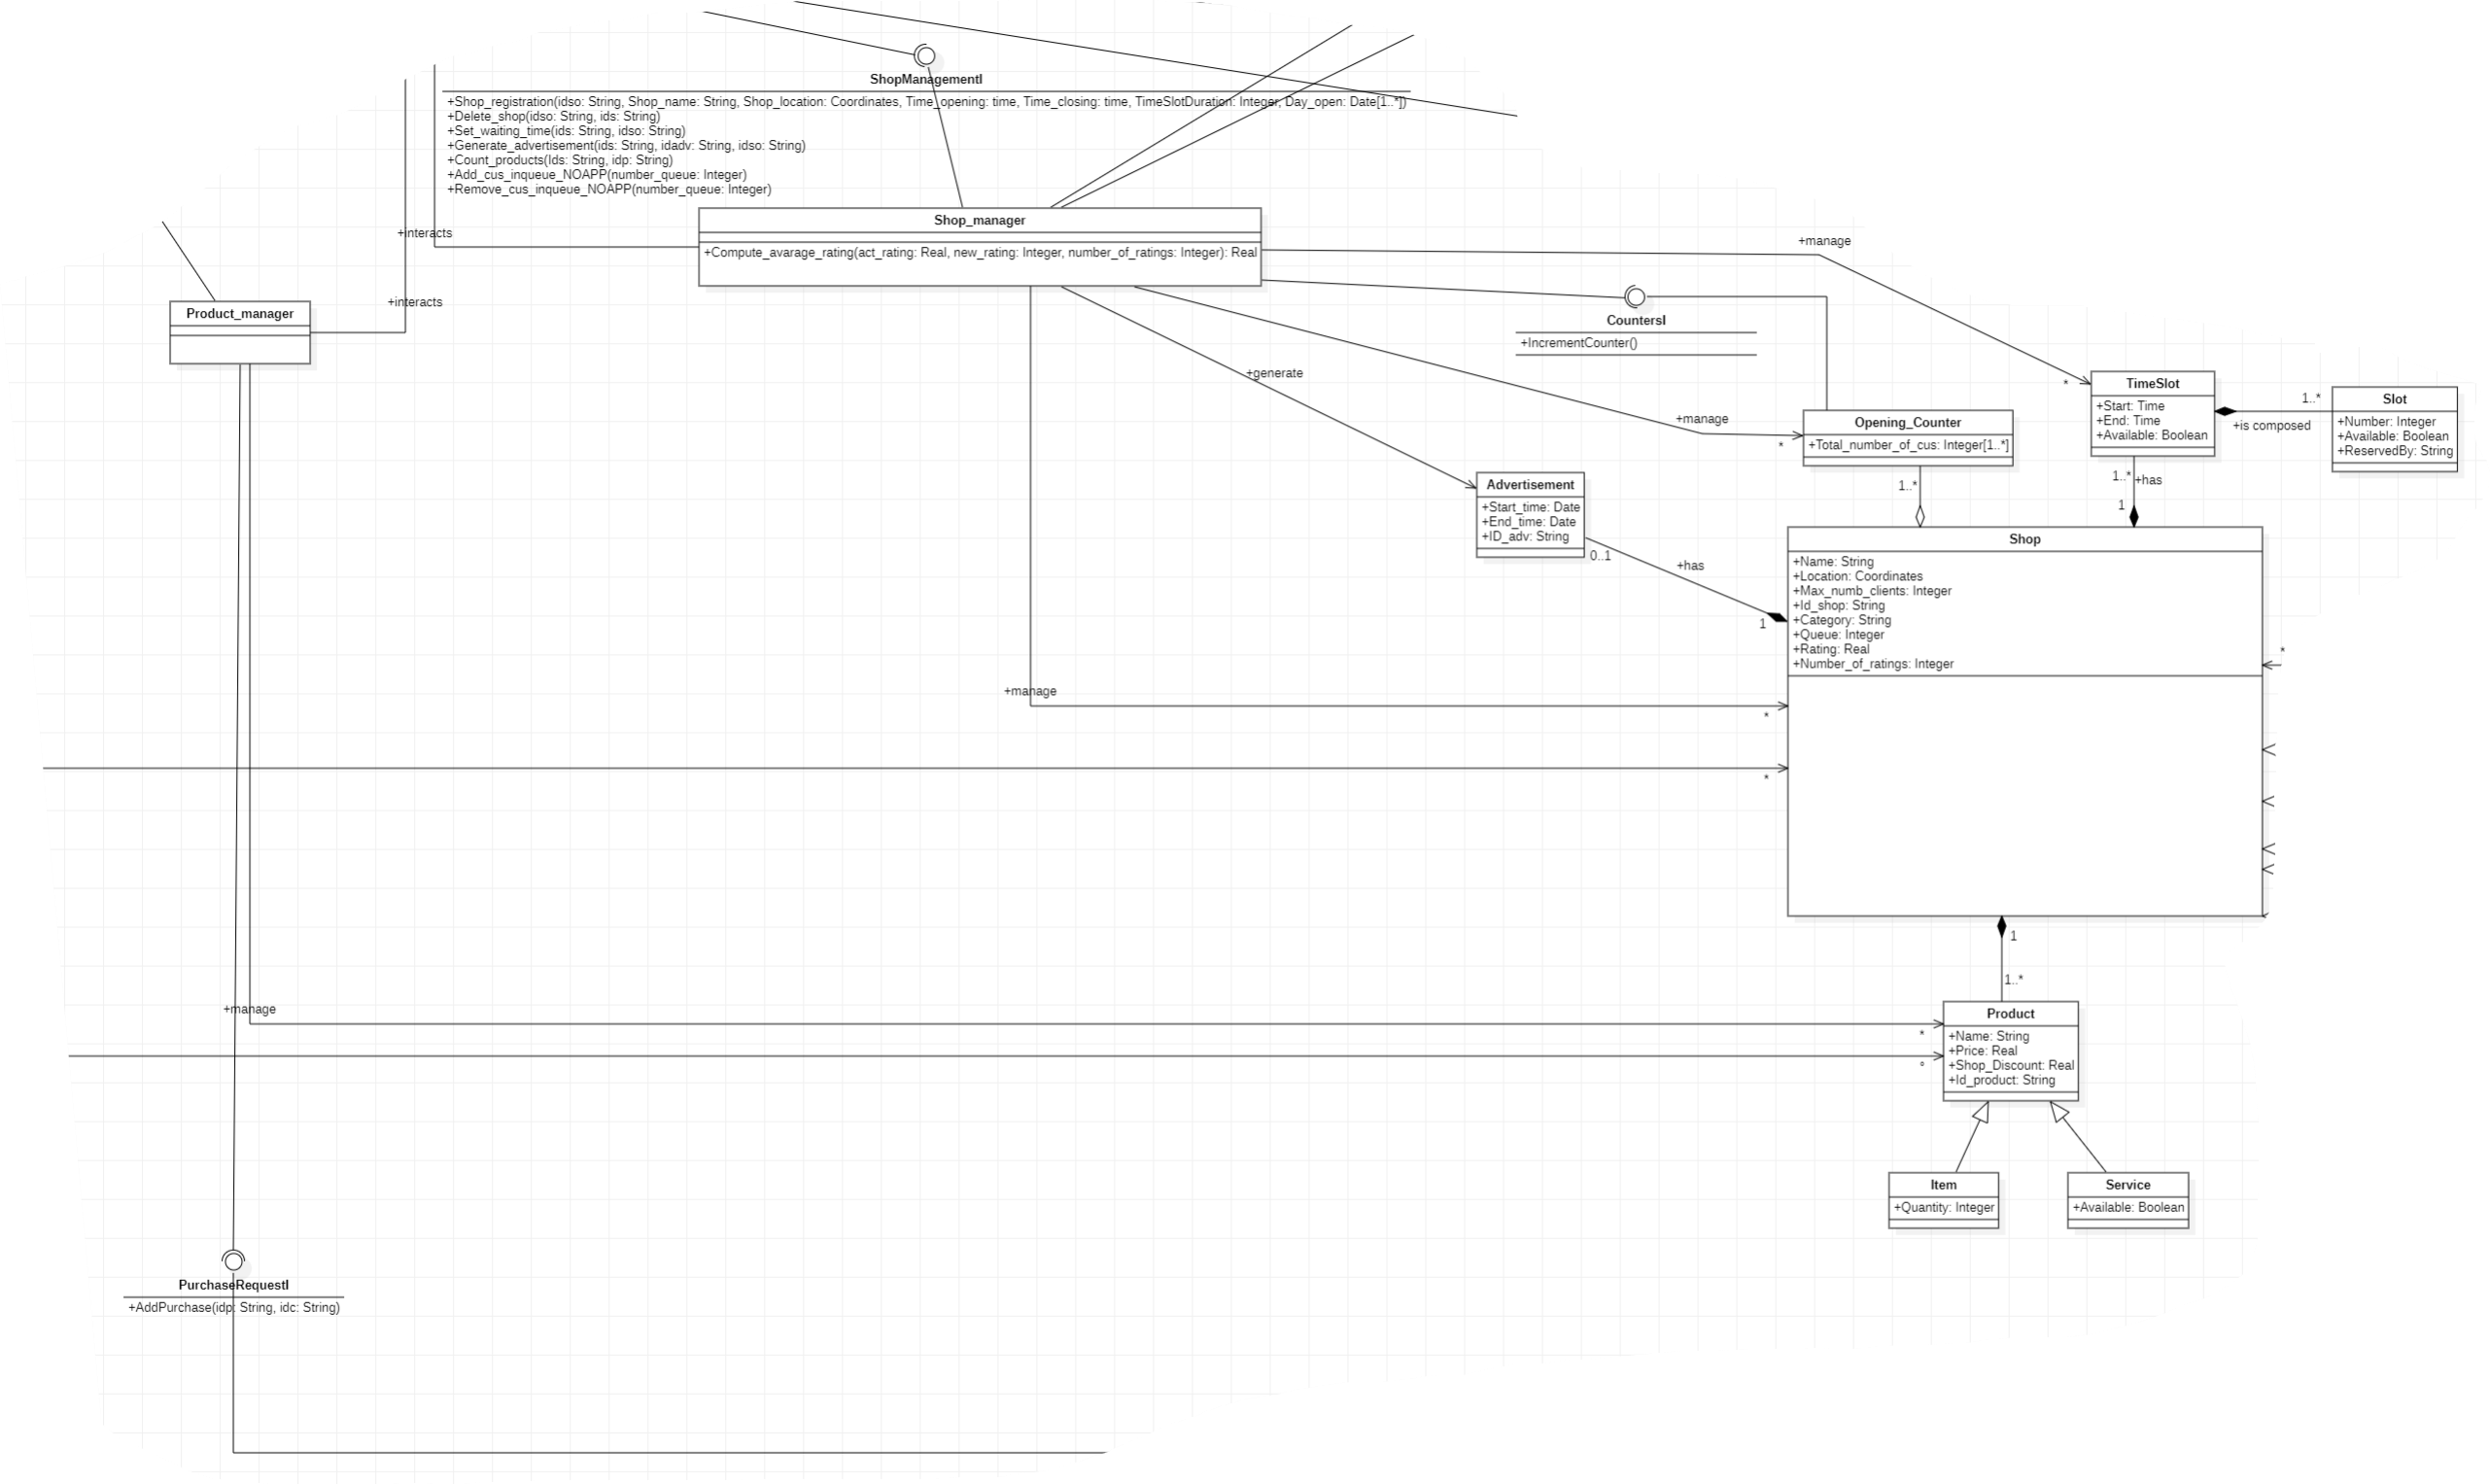 ShopManagementI
+Shop_registration(idso: String, Shop_name: String, Shop_location: Coordinates, Time_opening: time, Time_closing: time, TimeSlotDuration: Integer, Day_open: Date[1..*])
+Delete_shop(idso: String, ids: String)
+Set_waiting_time(ids: String, idso: String)
+Generate_advertisement(ids: String, idadv: String, idso: String)
+Count_products(Ids: String, idp: String)
+Add_cus_inqueue_NOAPP(number_queue: Integer)
+Remove_cus_inqueue_NOAPP(number_queue: Integer)
Shop_manager
+Compute_avarage_rating(act_rating: Real, new_rating: Integer, number_of_ratings: Integer): Real
+interacts
+interacts
Product_manager
+manage
CountersI
+IncrementCounter()
+generate
+manage
*
*
TimeSlot
+Start: Time
+End: Time
+Available: Boolean
1..*
+is composed
Slot
+Number: Integer
+Available: Boolean
+ReservedBy: String
Opening_Counter
+Total_number_of_cus: Integer[1..*]
1..*
1..*
+has
1
Advertisement
+Start_time: Date
+End_time: Date
+ID_adv: String
0..1
+has
1
Shop
+Name: String
+Location: Coordinates
+Max_numb_clients: Integer
+Id_shop: String
+Category: String
+Queue: Integer
+Rating: Real
+Number_of_ratings: Integer
*
+manage
*
*
1
1..*
+manage
*
*
Product
+Name: String
+Price: Real
+Shop_Discount: Real
+Id_product: String
Item
+Quantity: Integer
Service
+Available: Boolean
PurchaseRequestI
+AddPurchase(idp: String, idc: String)